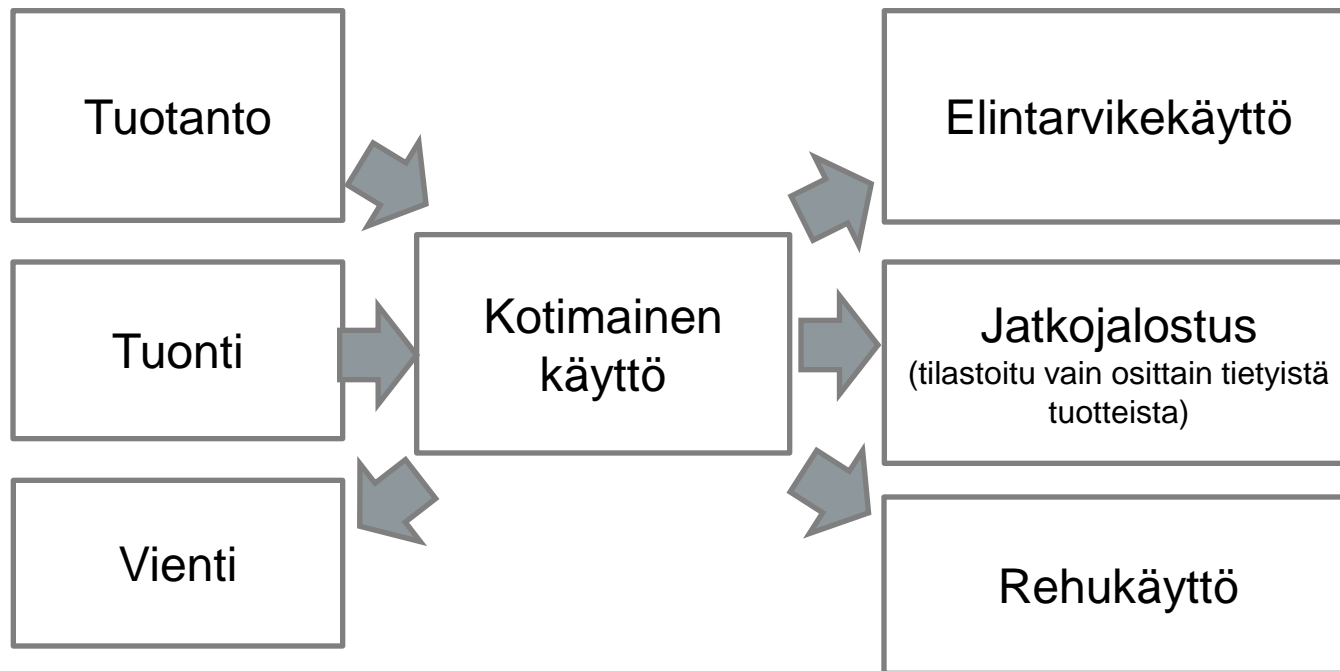 Tuotanto
Tuonti
Vienti
Kotimainen
käyttö
Elintarvikekäyttö
Jatkojalostus
(tilastoitu vain osittain tietyistä
tuotteista)
Rehukäyttö